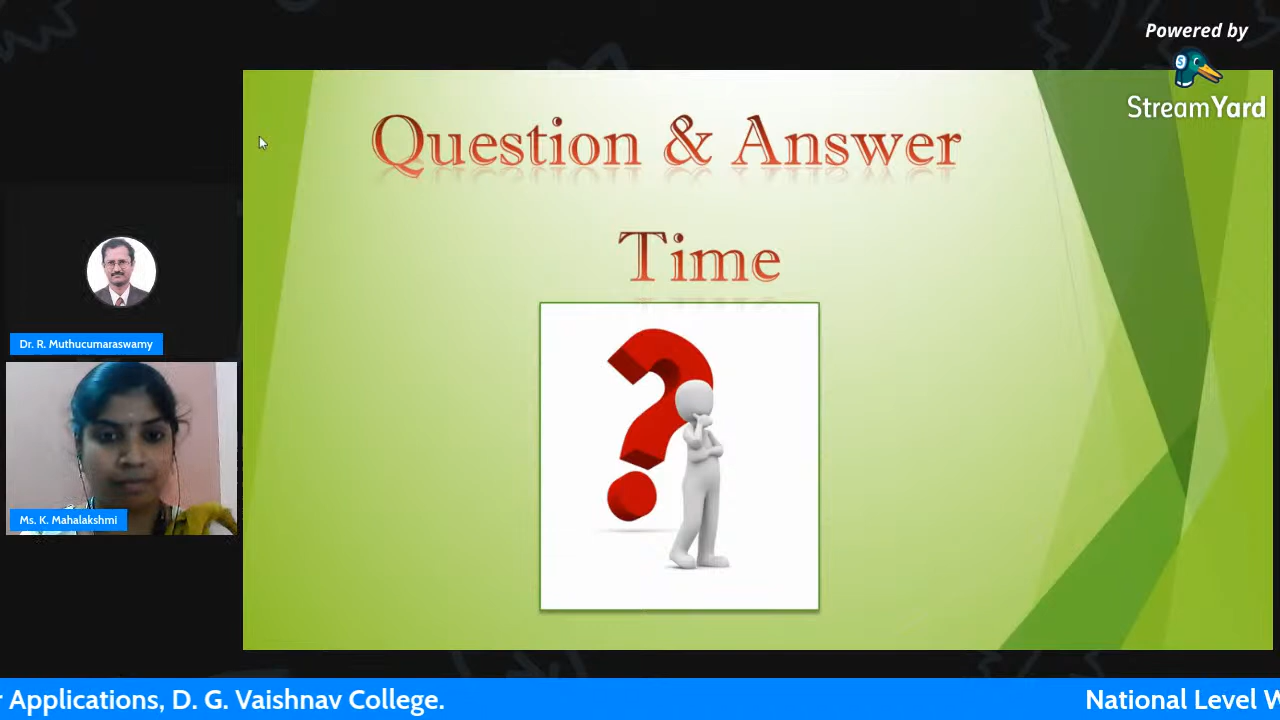 Powered by
StreamYard
Question & Answer
Time
Dr. R. Muthucumaraswamy
Ms. K. Mahalakshmi
Applications, D. G. Vaishnav College.
National Level